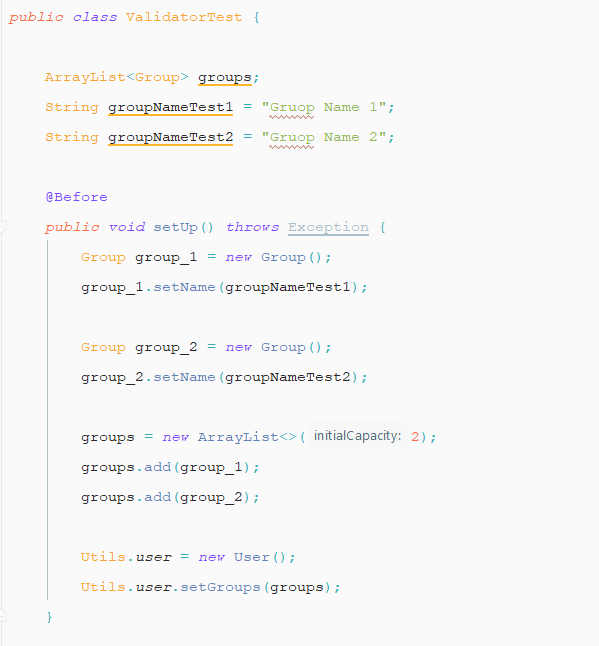 public class ValidatorTest {
ArrayList<Group> groups;
String groupNameTest1 = "Gruop Name 1";
String groupNameTest2 = "Gruop Name 2";
@Before
public void setUp() throws Exception {
Group group_1 = new Group();
group_1.setName(groupNameTest1);
Group group_2 = new Group();
group_2.setName(groupNameTest2);
groups = new ArrayList<>( initialCapacity: 2);
groups.add(group_1);
groups.add(group_2);
Utils.user = new User();
Utils.user.setGroups(groups);
}